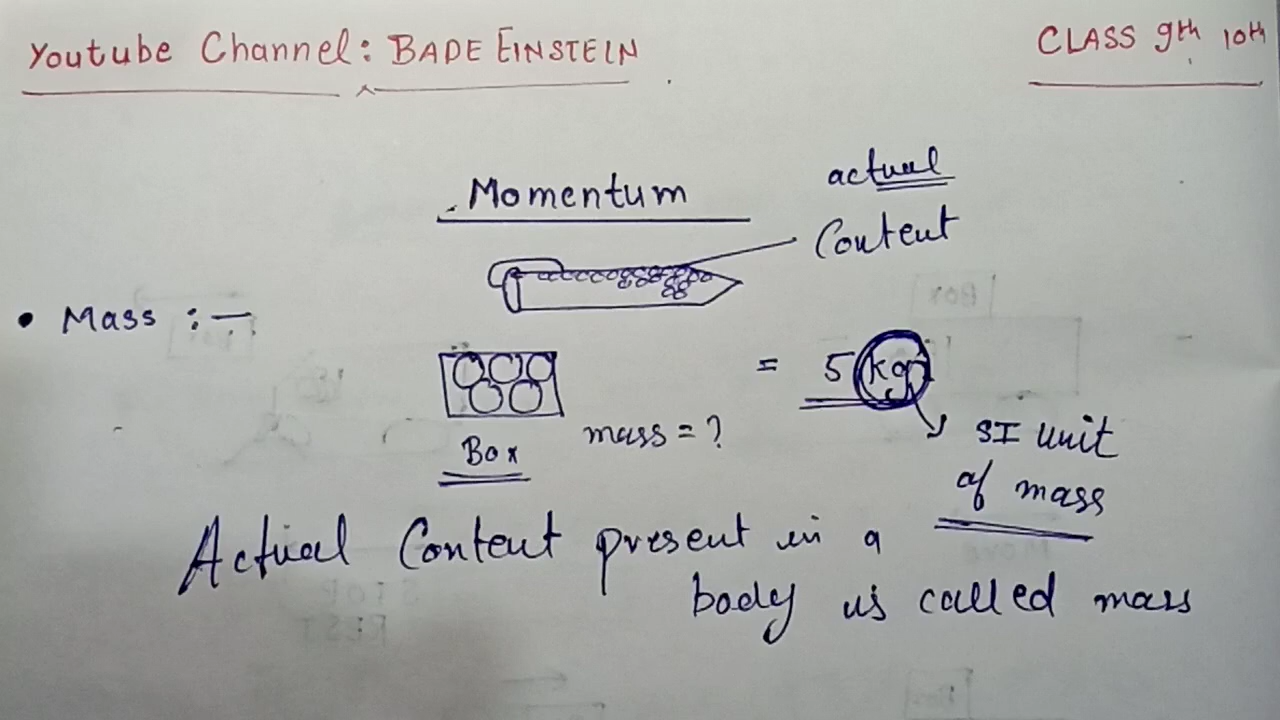 Youtube Channel: BADE EINSTEIN
CLASS 9th 10th
Momentum
actual
Content
• Mass :—
= 5 kg
Box
mass = ?
SI unit
of mass
Actual Content present in a
body is called mass